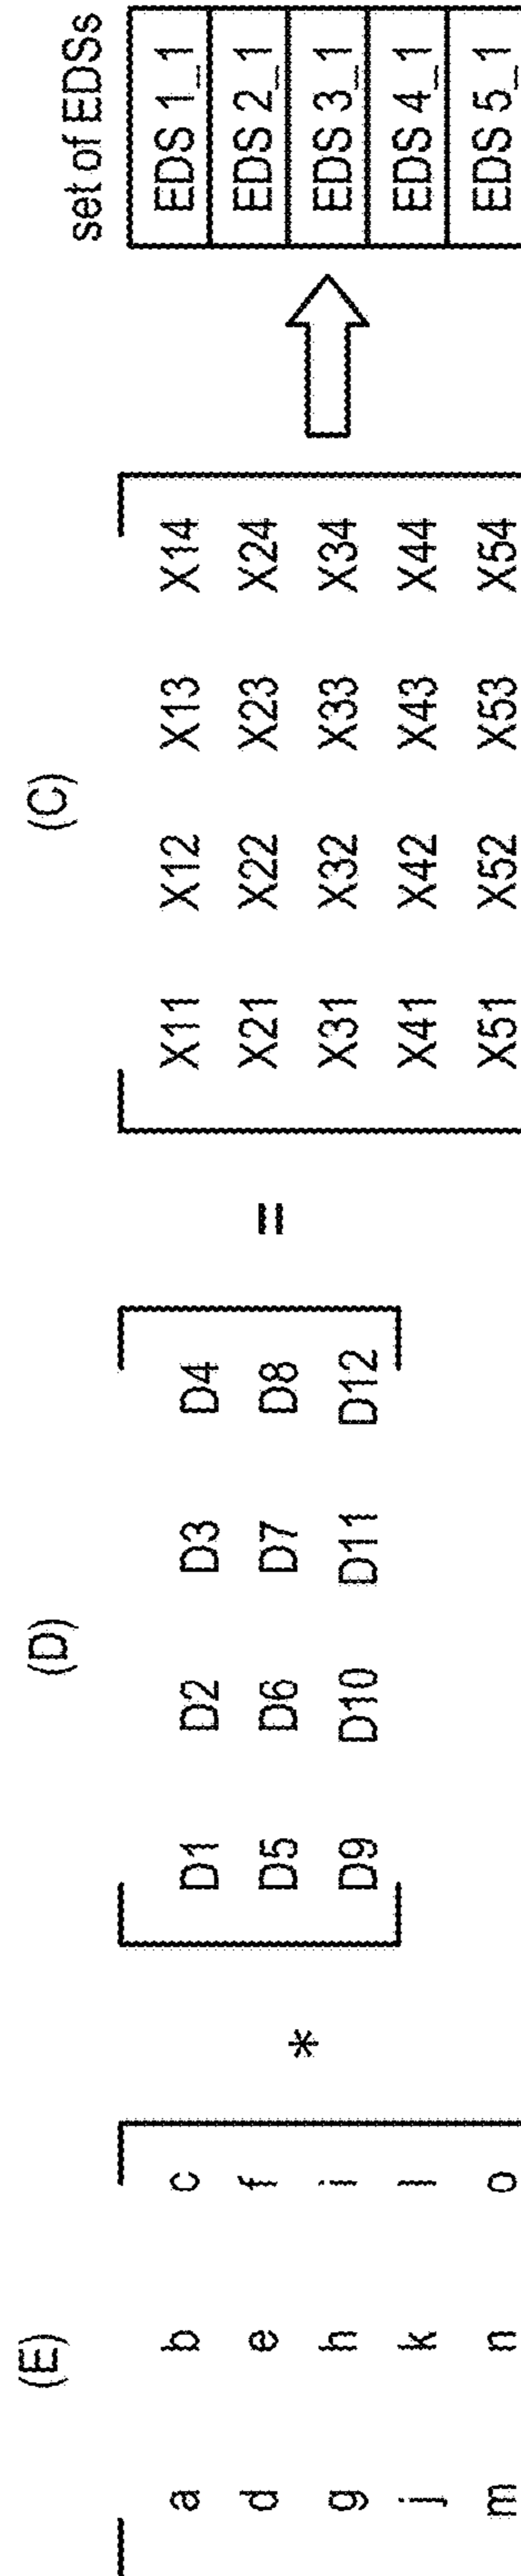 (E) (D) (C) set of EDSs
a b c D1 D2 D3 D4 X11 X12 X13 X14 EDS 1_1
d e f * D5 D6 D7 D8 = X21 X22 X23 X24 EDS 2_1
g h i D9 D10 D11 D12 X31 X32 X33 X34 EDS 3_1
j k l X41 X42 X43 X44 EDS 4_1
m n o X51 X52 X53 X54 EDS 5_1